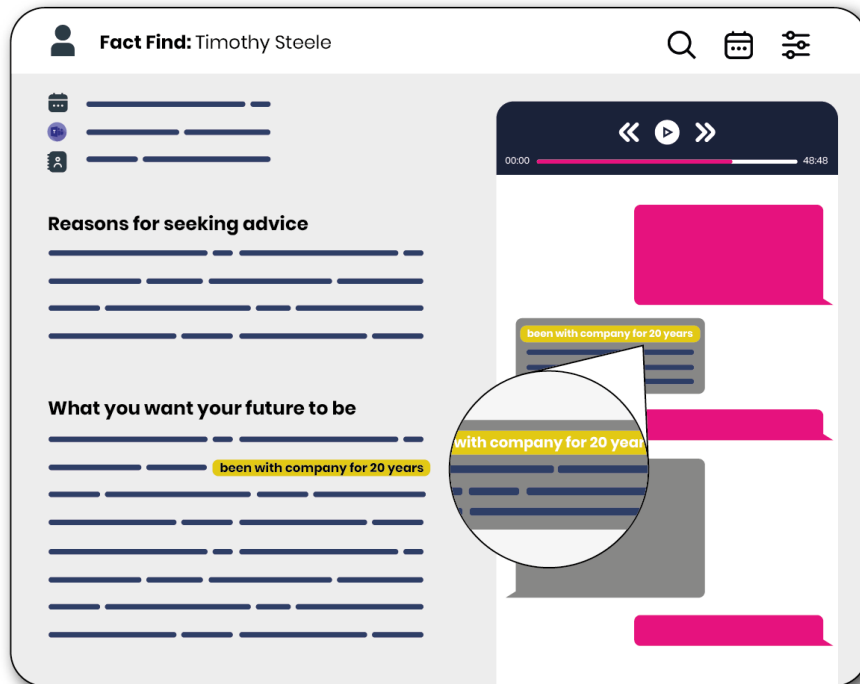 Fact Find: Timothy Steele
00:00
48:48
Reasons for seeking advice
been with company for 20 years
What you want your future to be
with company for 20 year
been with company for 20 years